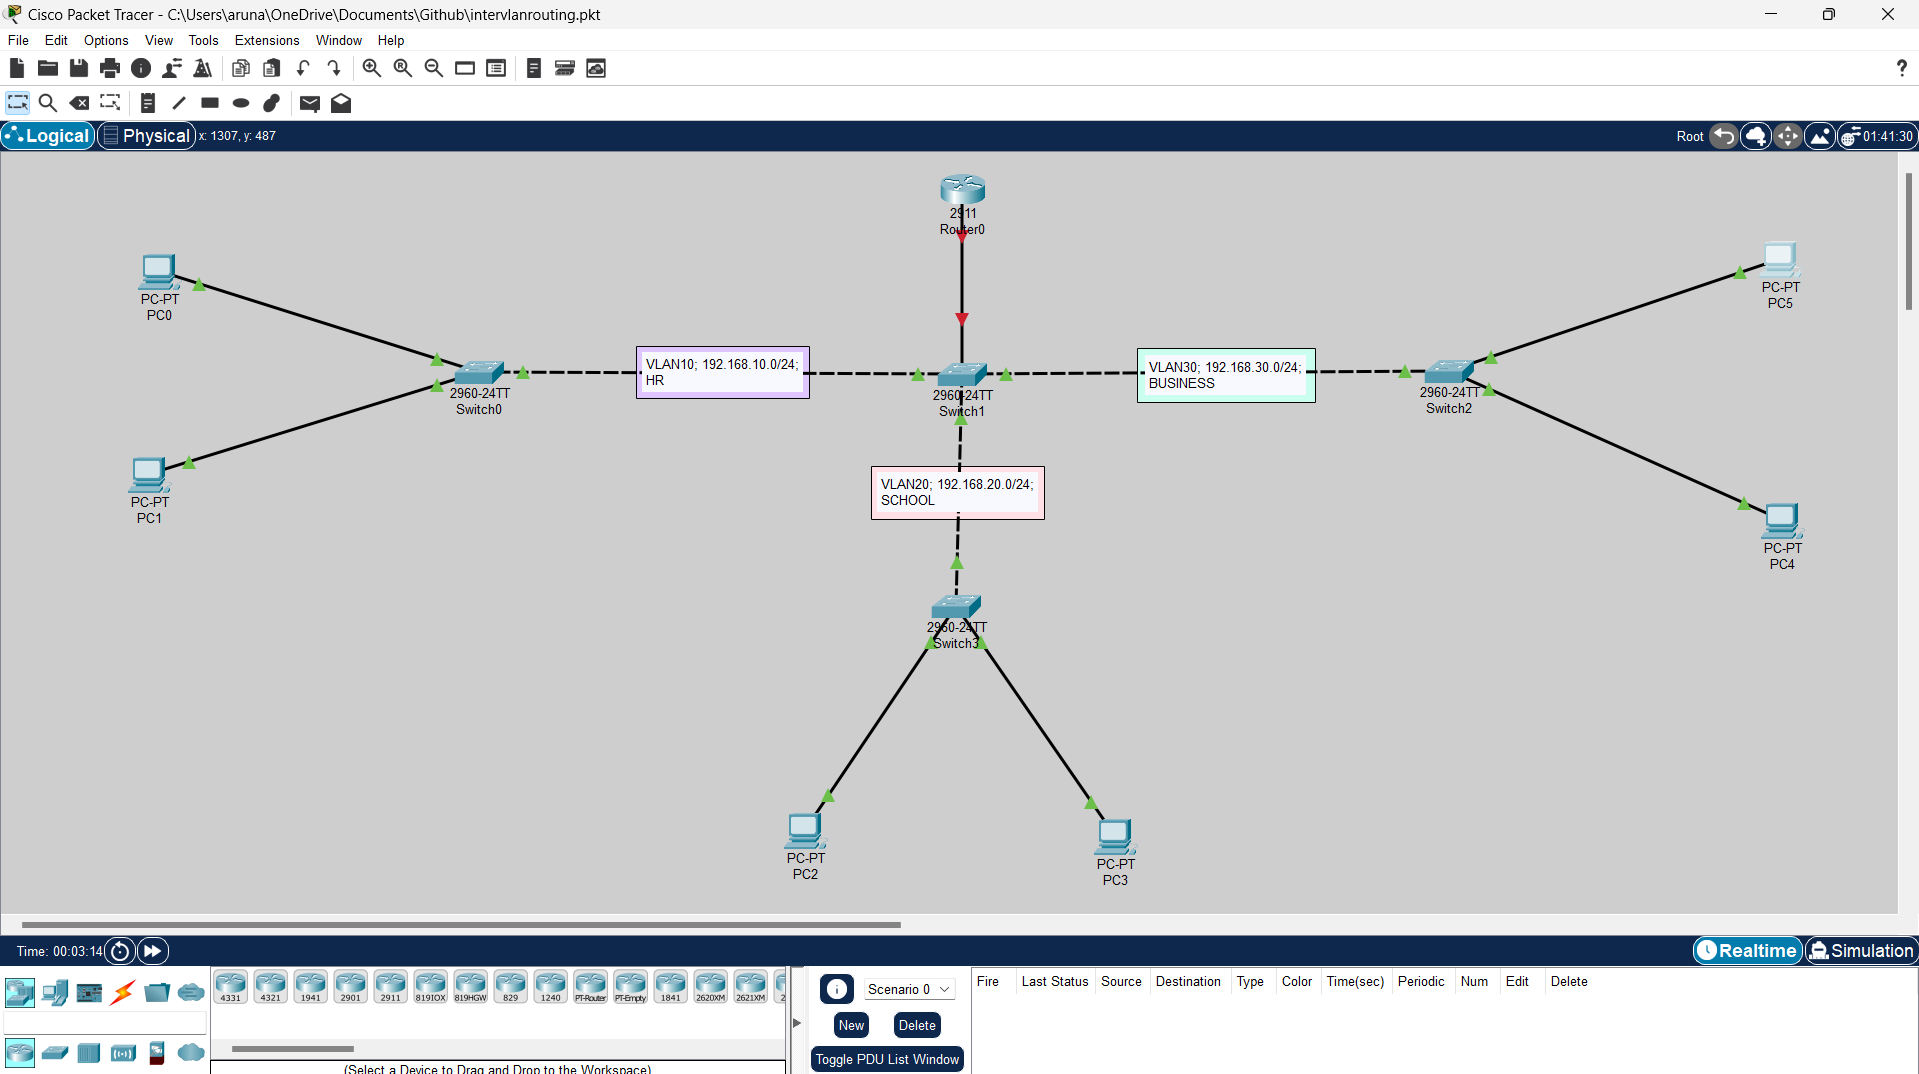 Cisco Packet Tracer - C:\Users\aruna\OneDrive\Documents\Github\intervlanrouting.pkt
File Edit Options View Tools Extensions Window Help
?
Logical Physical x: 1307, y: 487 Root 01:41:30
2911
Router0
PC-PT
PC0
PC-PT
PC5
VLAN10; 192.168.10.0/24;
HR
VLAN30; 192.168.30.0/24;
BUSINESS
2960-24TT
Switch0
2960-24TT
Switch1
2960-24TT
Switch2
VLAN20; 192.168.20.0/24;
SCHOOL
PC-PT
PC1
PC-PT
PC4
2960-24TT
Switch3
PC-PT
PC2
PC-PT
PC3
Time: 00:03:14 Realtime Simulation
4331 4321 1941 2901 2911 819IOX 819HGW 829 1240 PT-Router PT-Empty 1841 2620XM 2621XM 2
Scenario 0
New Delete
Toggle PDU List Window
Fire Last Status Source Destination Type Color Time(sec) Periodic Num Edit Delete
(Select a Device to Drag and Drop to the Workspace)